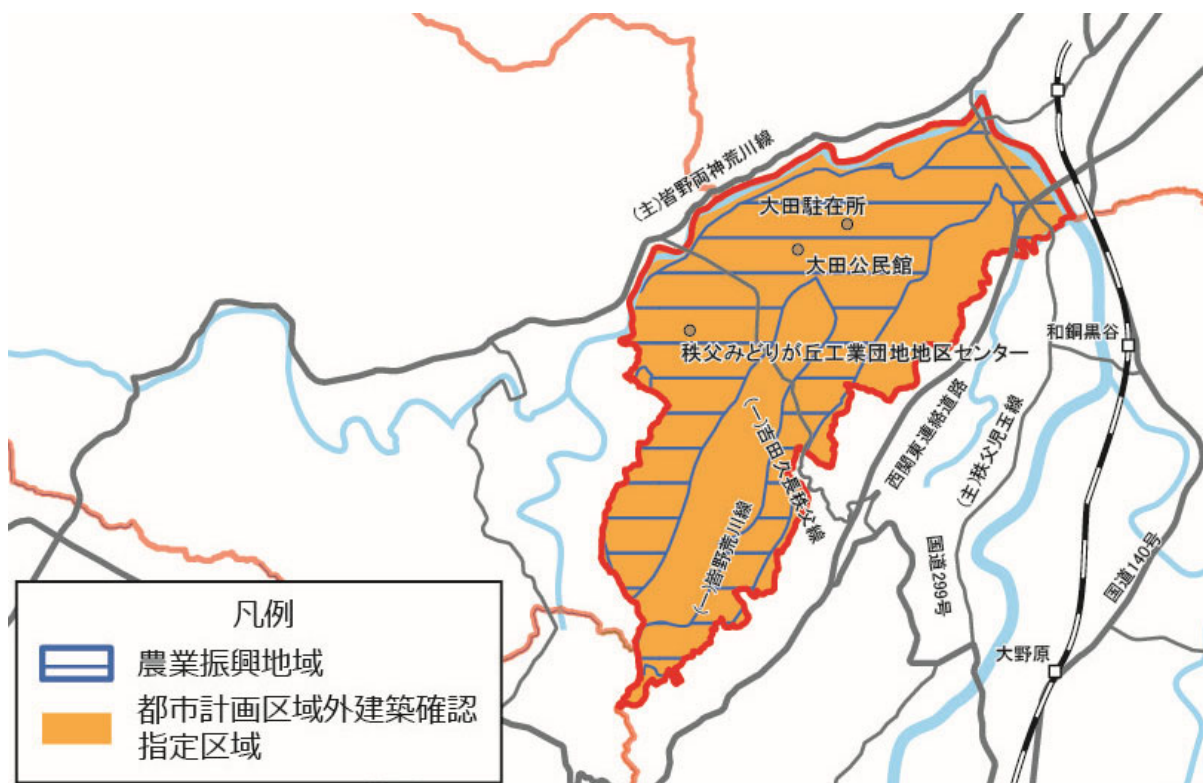 (主)皆野両神荒川線
大田駐在所
大田公民館
秩父みどりが丘工業団地地区センター
和銅黒谷
(一)吉田久長秩父線
西関東連絡道路
(主)秩父児玉線
(一)皆野荒川線
国道299号
国道140号
大野原
凡例
農業振興地域
都市計画区域外建築確認
指定区域